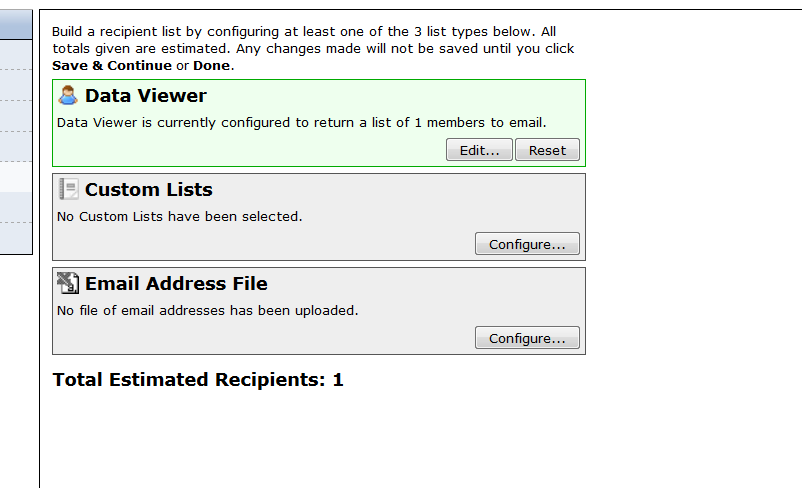 Build a recipient list by configuring at least one of the 3 list types below. All
totals given are estimated. Any changes made will not be saved until you click
Save & Continue or Done.
Data Viewer
Data Viewer is currently configured to return a list of 1 members to email.
Edit... Reset
Custom Lists
No Custom Lists have been selected.
Configure...
Email Address File
No file of email addresses has been uploaded.
Configure...
Total Estimated Recipients: 1